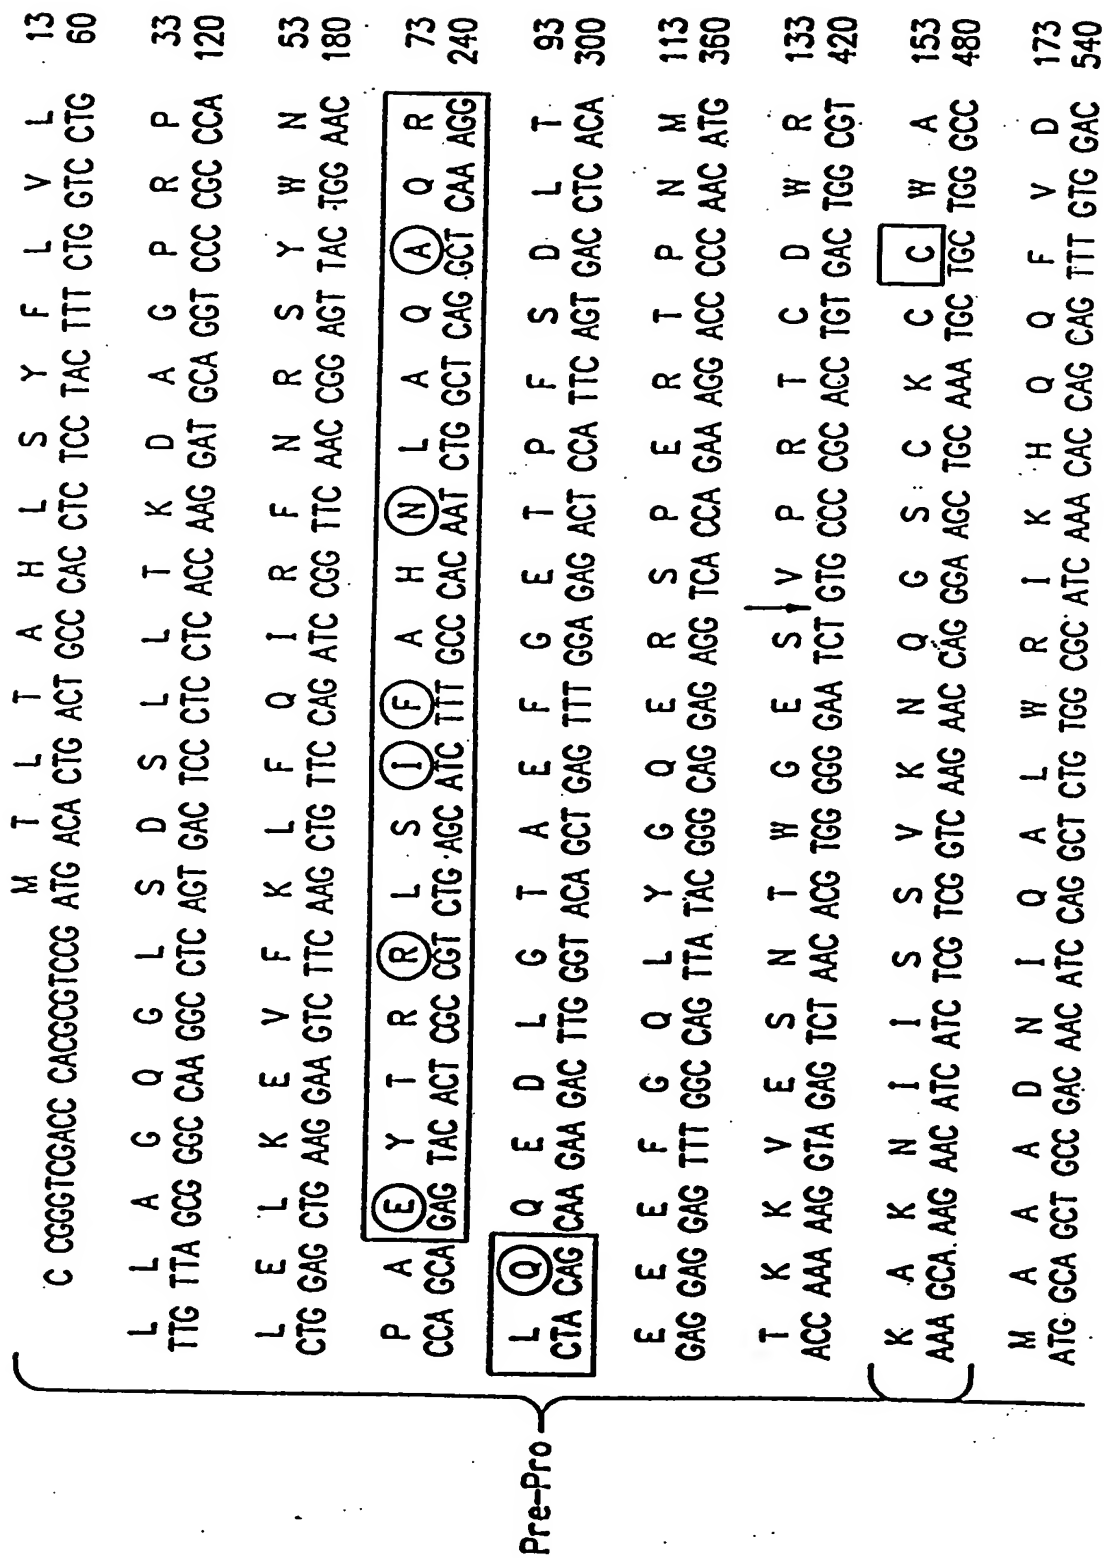 M T L T A H L S Y F L V L 13
C CGGGTCGACC CACGCGTCCG ATG ACA CTG ACT GCC CAC CTC TCC TAC TTT CTG GTC CTG 60
L L A G Q G L S D S L L T K D A G P R P 33
TTG TTA GCG GGC CAA GGC CTC AGT GAC TCC CTC CTC ACC AAG GAT GCA GGT CCC CGC CCA 120
L E L K E V F K L F Q I R F N R S Y W N 53
CTG GAG CTG AAG GAA GTC TTC AAG CTG TTC CAG ATC CGG TTC AAC CGG AGT TAC TGG AAC 180
P A E Y T R R L S I F A H N L A Q A Q R 73
CCA GCA GAG TAC ACT CGC CGT CTG AGC ATC TTT GCC CAC AAT CTG GCT CAG GCT CAA AGG 240
L Q Q E D L G T A E F G E T P F S D L T 93
CTA CAG CAA GAA GAC TTG GGT ACA GCT GAG TTT GGA GAG ACT CCA TTC AGT GAC CTC ACA 300
E E E F G Q L Y G Q E R S P E R T P N M 113
GAG GAG GAG TTT GGC CAG TTA TAC GGG CAG GAG AGG TCA CCA GAA AGG ACC CCC AAC ATG 360
T K K V E S N T W G E S V P R T C D W R 133
ACC AAA AAG GTA GAG TCT AAC ACG TGG GGG GAA TCT GTG CCC CGC ACC TGT GAC TGG CGT 420
K A K N I I S S V K N Q G S C K C C W A 153
AAA GCA AAG AAC ATC ATC TCG TCG GTC AAG AAC CAG GGA AGC TGC AAA TGC TGC TGG GCC 480
M A A A D N I Q A L W R I K H Q Q F V D 173
ATG GCA GCT GCC GAC AAC ATC CAG GCT CTG TGG CGC ATC AAA CAC CAG CAG TTT GTG GAC 540
Pre-Pro